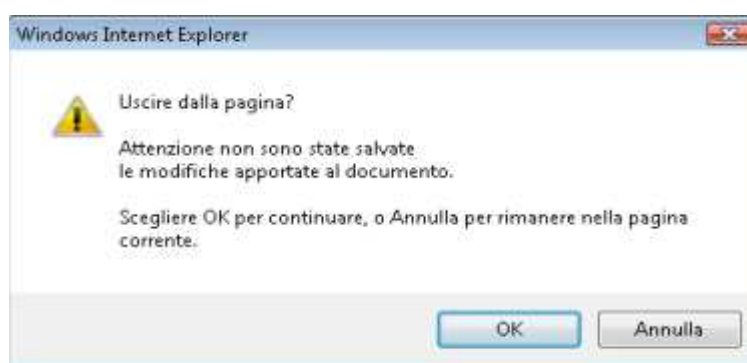 Windows Internet Explorer
Uscire dalla pagina?
Attenzione non sono state salvate
le modifiche apportate al documento.
Scegliere OK per continuare, o Annulla per rimanere nella pagina
corrente.
OK
Annulla